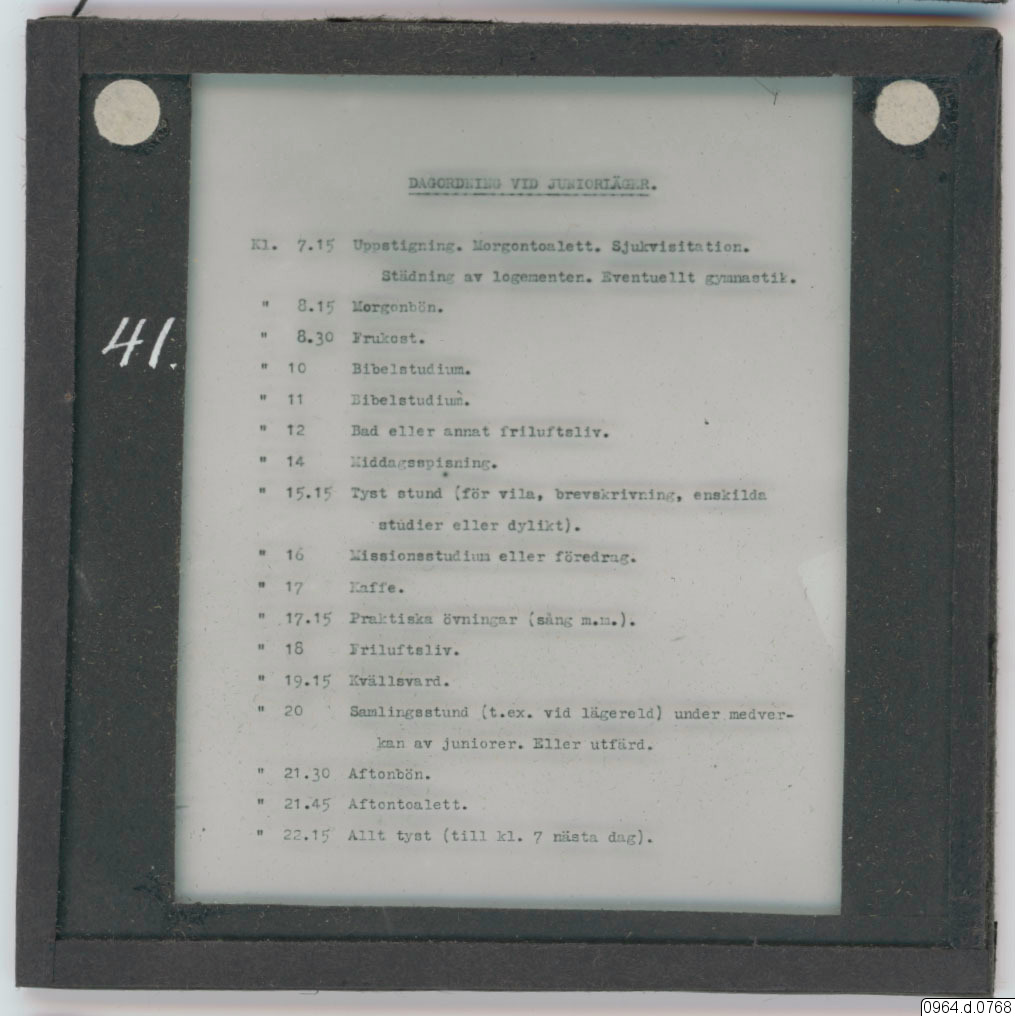 DAGORDNING VID JUNIORLÄGER.
Kl. 7.15 Uppstigning. Morgontoalett. Sjukvisitation.
Städning av logementen. Eventuellt gymnastik.
" 8.15 Morgonbön.
" 8.30 Frukost.
41.
" 10 Bibelstudium.
" 11 Bibelstudium.
" 12 Bad eller annat friluftsliv.
" 14 Middagsspisning.
" 15.15 Tyst stund (för vila, brevskrivning, enskilda
studier eller dylikt).
" 16 Missionsstudium eller föredrag.
" 17 Kaffe.
" 17.15 Praktiska övningar (sång m.m.).
" 18 Friluftsliv.
" 19.15 Kvällsvard.
" 20 Samlingsstund (t.ex. vid lägereld) under medver-
kan av juniorer. Eller utfärd.
" 21.30 Aftonbön.
" 21.45 Aftontoalett.
" 22.15 Allt tyst (till kl. 7 nästa dag).
0964.d.0768